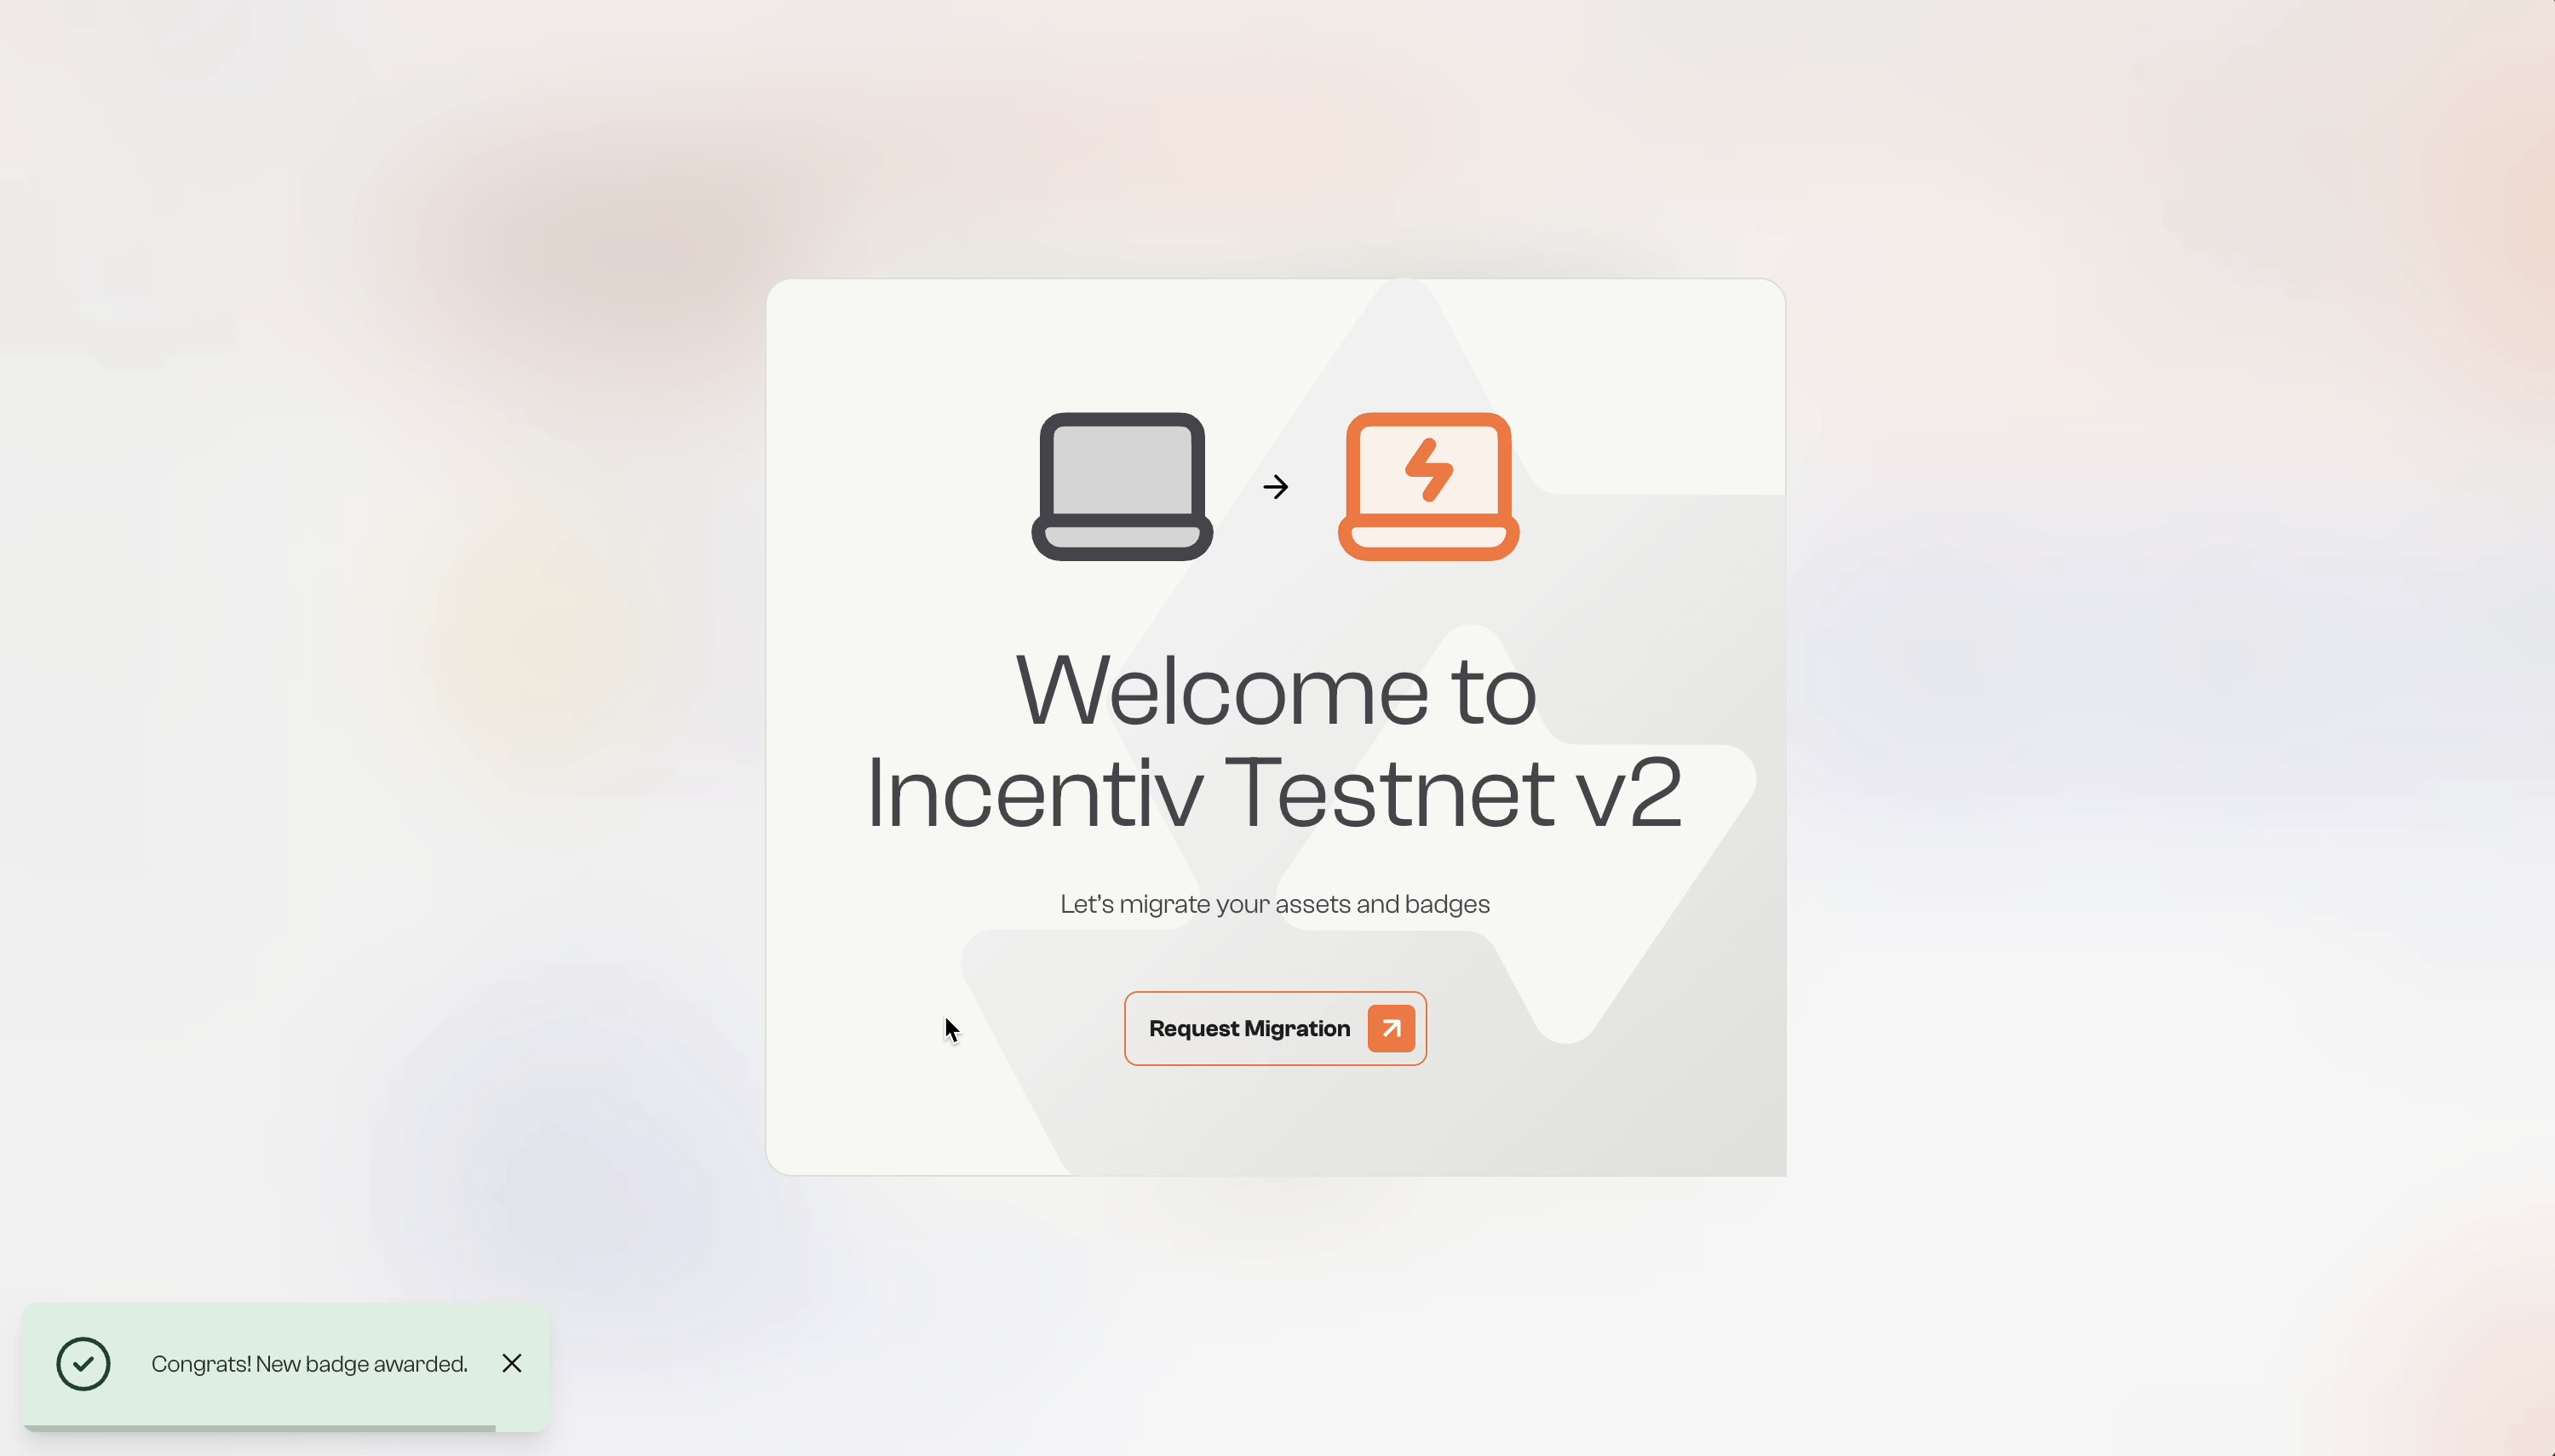 Welcome to
Incentiv Testnet v2
Let's migrate your assets and badges
Request Migration
Congrats! New badge awarded.